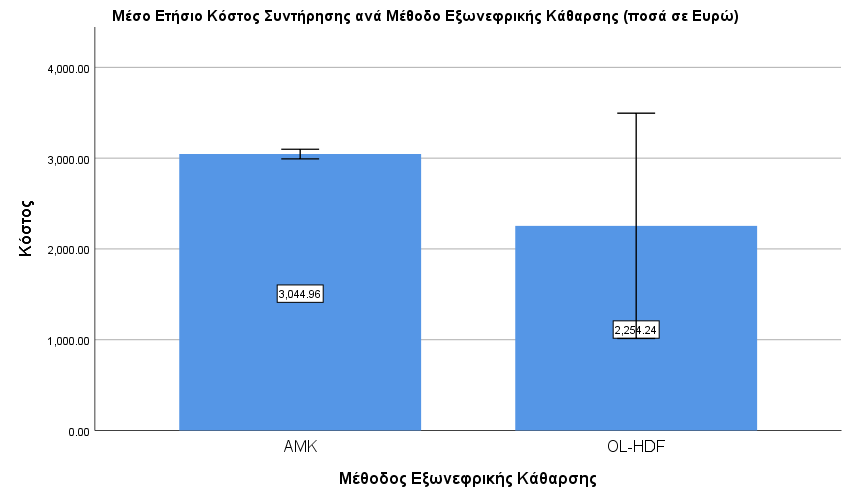 Μέσο Ετήσιο Κόστος Συντήρησης ανά Μέθοδο Εξωνεφρικής Κάθαρσης (ποσά σε Ευρώ)
4,000.00
3,000.00
2,000.00
1,000.00
0.00
Κόστος
3,044.96
2,254.24
ΑΜΚ
OL-HDF
Μέθοδος Εξωνεφρικής Κάθαρσης